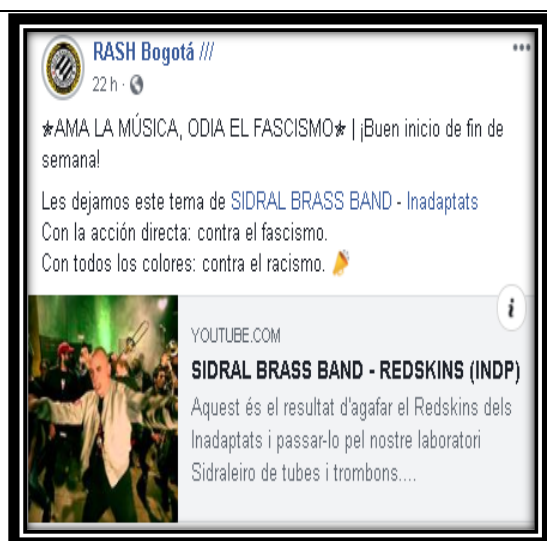 RASH Bogotá ///
22 h ·
★AMA LA MÚSICA, ODIA EL FASCISMO★ | ¡Buen inicio de fin de
semana!
Les dejamos este tema de SIDRAL BRASS BAND - Inadaptats
Con la acción directa: contra el fascismo.
Con todos los colores: contra el racismo. 🎉
YOUTUBE.COM
SIDRAL BRASS BAND - REDSKINS (INDP)
Aquest és el resultat d'agafar el Redskins dels
Inadaptats i passar-lo pel nostre laboratori
Sidraleiro de tubes i trombons....